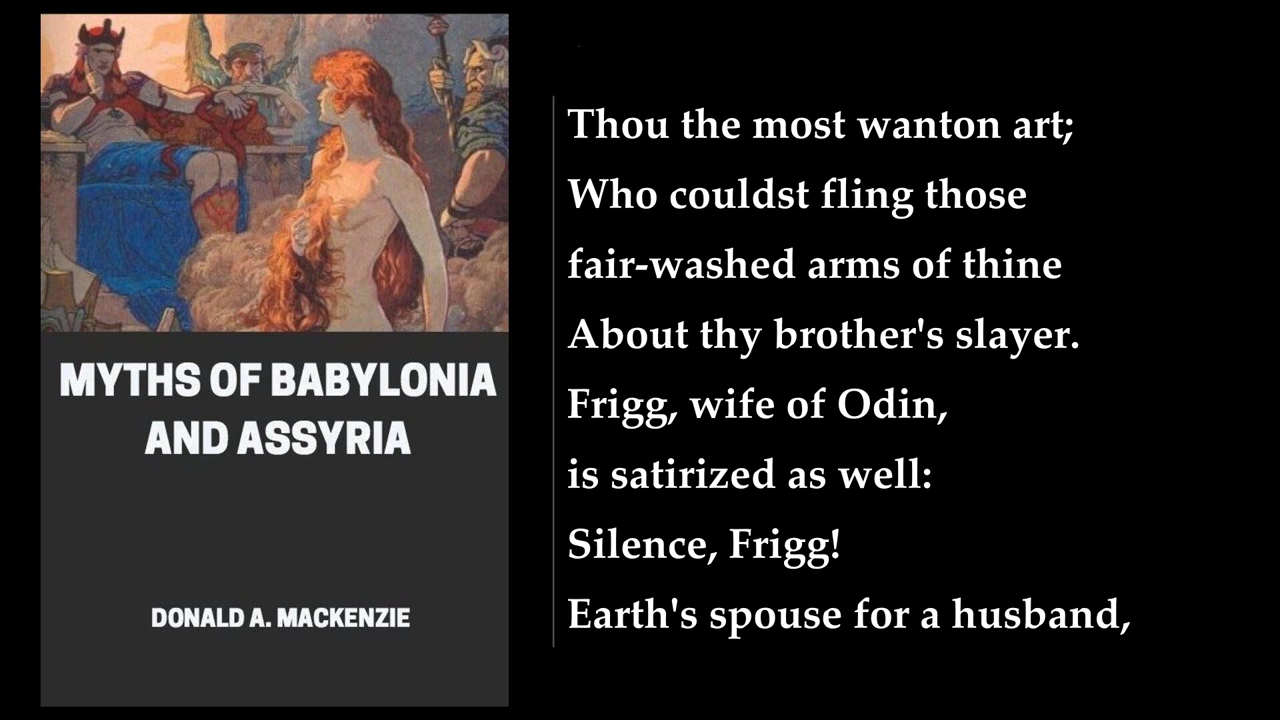 MYTHS OF BABYLONIA
AND ASSYRIA
DONALD A. MACKENZIE
Thou the most wanton art;
Who couldst fling those
fair-washed arms of thine
About thy brother's slayer.
Frigg, wife of Odin,
is satirized as well:
Silence, Frigg!
Earth's spouse for a husband,